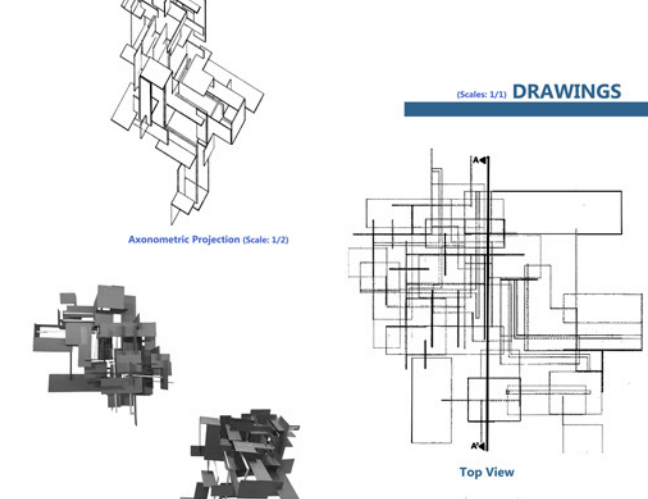 (Scales: 1/1) DRAWINGS
A
Axonometric Projection (Scale: 1/2)
A'
Top View